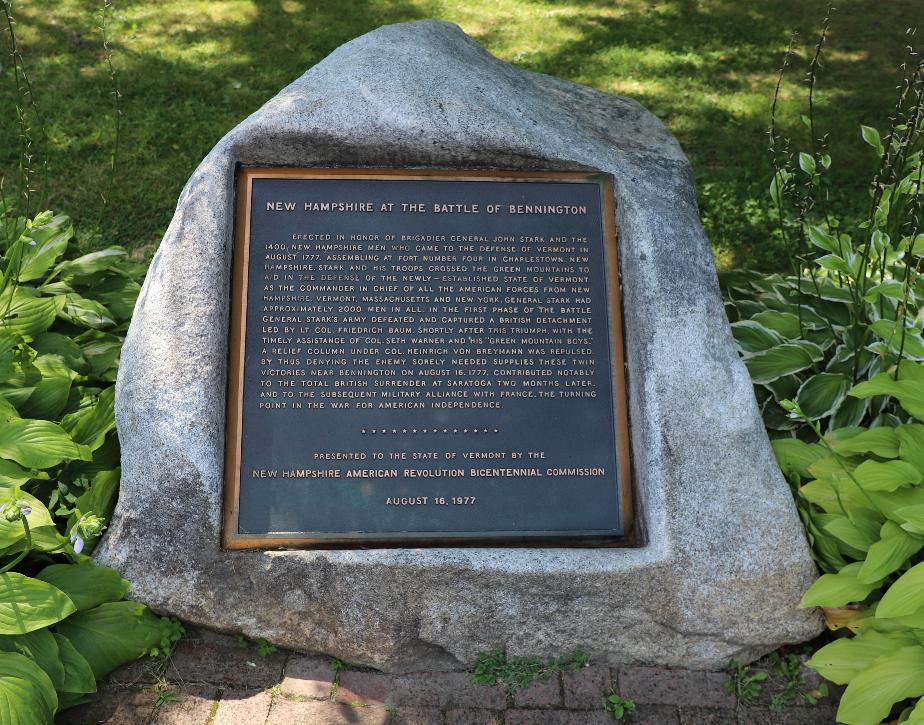 NEW HAMPSHIRE AT THE BATTLE OF BENNINGTON
ERECTED IN HONOR OF BRIGADIER GENERAL JOHN STARK AND THE
1400, NEW HAMPSHIRE MEN WHO CAME TO THE DEFENSE OF VERMONT IN
AUGUST 1777. ASSEMBLING AT FORT NUMBER FOUR IN CHARLESTOWN, NEW
HAMPSHIRE, STARK AND HIS TROOPS CROSSED THE GREEN MOUNTAINS TO
AID IN THE DEFENSE OF THE NEWLY-ESTABLISHED STATE OF VERMONT.
AS THE COMMANDER IN CHIEF OF ALL THE AMERICAN FORCES FROM NEW
HAMPSHIRE, VERMONT, MASSACHUSETTS AND NEW YORK, GENERAL STARK HAD
APPROXIMATELY 2000 MEN IN ALL. IN THE FIRST PHASE OF THE BATTLE
GENERAL STARK'S ARMY DEFEATED AND CAPTURED A BRITISH DETACHMENT
LED BY LT. COL. FRIEDRICH BAUM. SHORTLY AFTER THIS TRIUMPH, WITH THE
TIMELY ASSISTANCE OF COL. SETH WARNER AND HIS "GREEN MOUNTAIN BOYS,"
A RELIEF COLUMN UNDER COL. HEINRICH VON BREYMANN WAS REPULSED.
BY THUS DENYING THE ENEMY SORELY NEEDED SUPPLIES THESE TWIN
VICTORIES NEAR BENNINGTON ON AUGUST 16, 1777, CONTRIBUTED NOTABLY
TO THE TOTAL BRITISH SURRENDER AT SARATOGA TWO MONTHS LATER,
AND TO THE SUBSEQUENT MILITARY ALLIANCE WITH FRANCE, THE TURNING
POINT IN THE WAR FOR AMERICAN INDEPENDENCE.
* * * * * * * * * * * * *
PRESENTED TO THE STATE OF VERMONT BY THE
NEW HAMPSHIRE AMERICAN REVOLUTION BICENTENNIAL COMMISSION
AUGUST 16, 1977